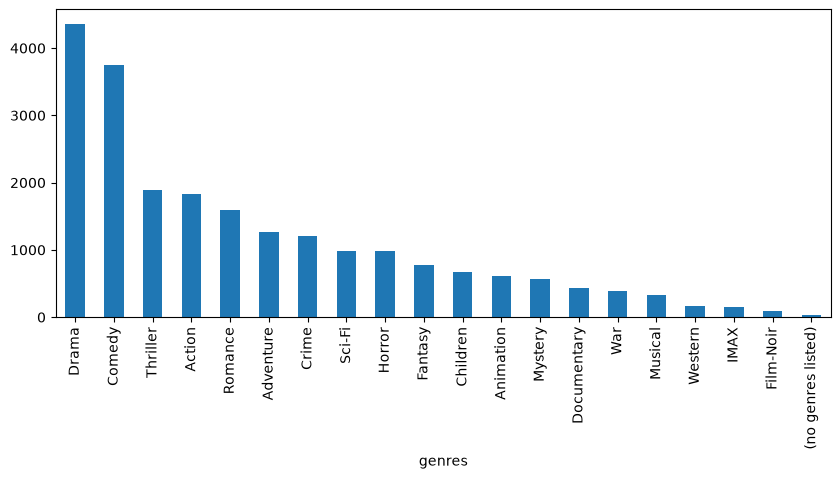 4000
3000
2000
1000
0
Drama
Comedy
Thriller
Action
Romance
Adventure
Crime
Sci-Fi
Horror
Fantasy
Children
Animation
Mystery
Documentary
War
Musical
Western
IMAX
Film-Noir
(no genres listed)
genres